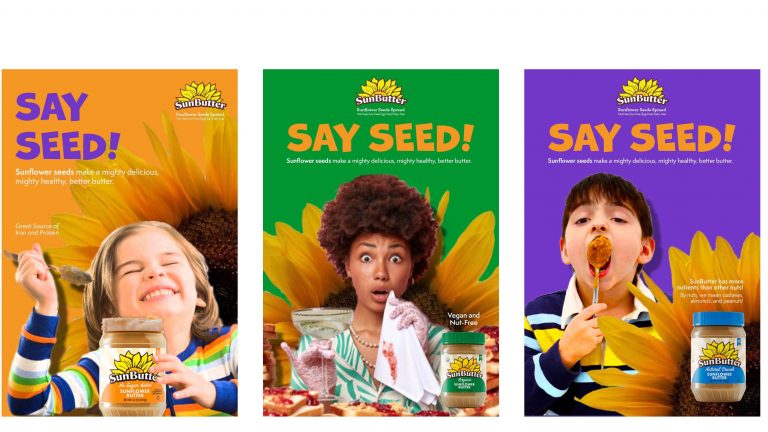 SAY
SEED!
SunButter
Sunflower Seeds Spread
Sunflower seeds make a mighty delicious,
mighty healthy, better butter.
Great Source of
Iron and Protein
SunButter
No Sugar Added
SUNFLOWER
BUTTER
SunButter
Sunflower Seeds Spread
SAY SEED!
Sunflower seeds make a mighty delicious, mighty healthy, better butter.
Vegan and
Nut-Free
SunButter
Organic
SUNFLOWER
BUTTER
SunButter
Sunflower Seeds Spread
SAY SEED!
Sunflower seeds make a mighty delicious, mighty healthy, better butter.
SunButter has more
nutrients than other nuts!
By nuts, we mean cashews,
almonds, and peanuts!
SunButter
Natural Crunch
SUNFLOWER
BUTTER